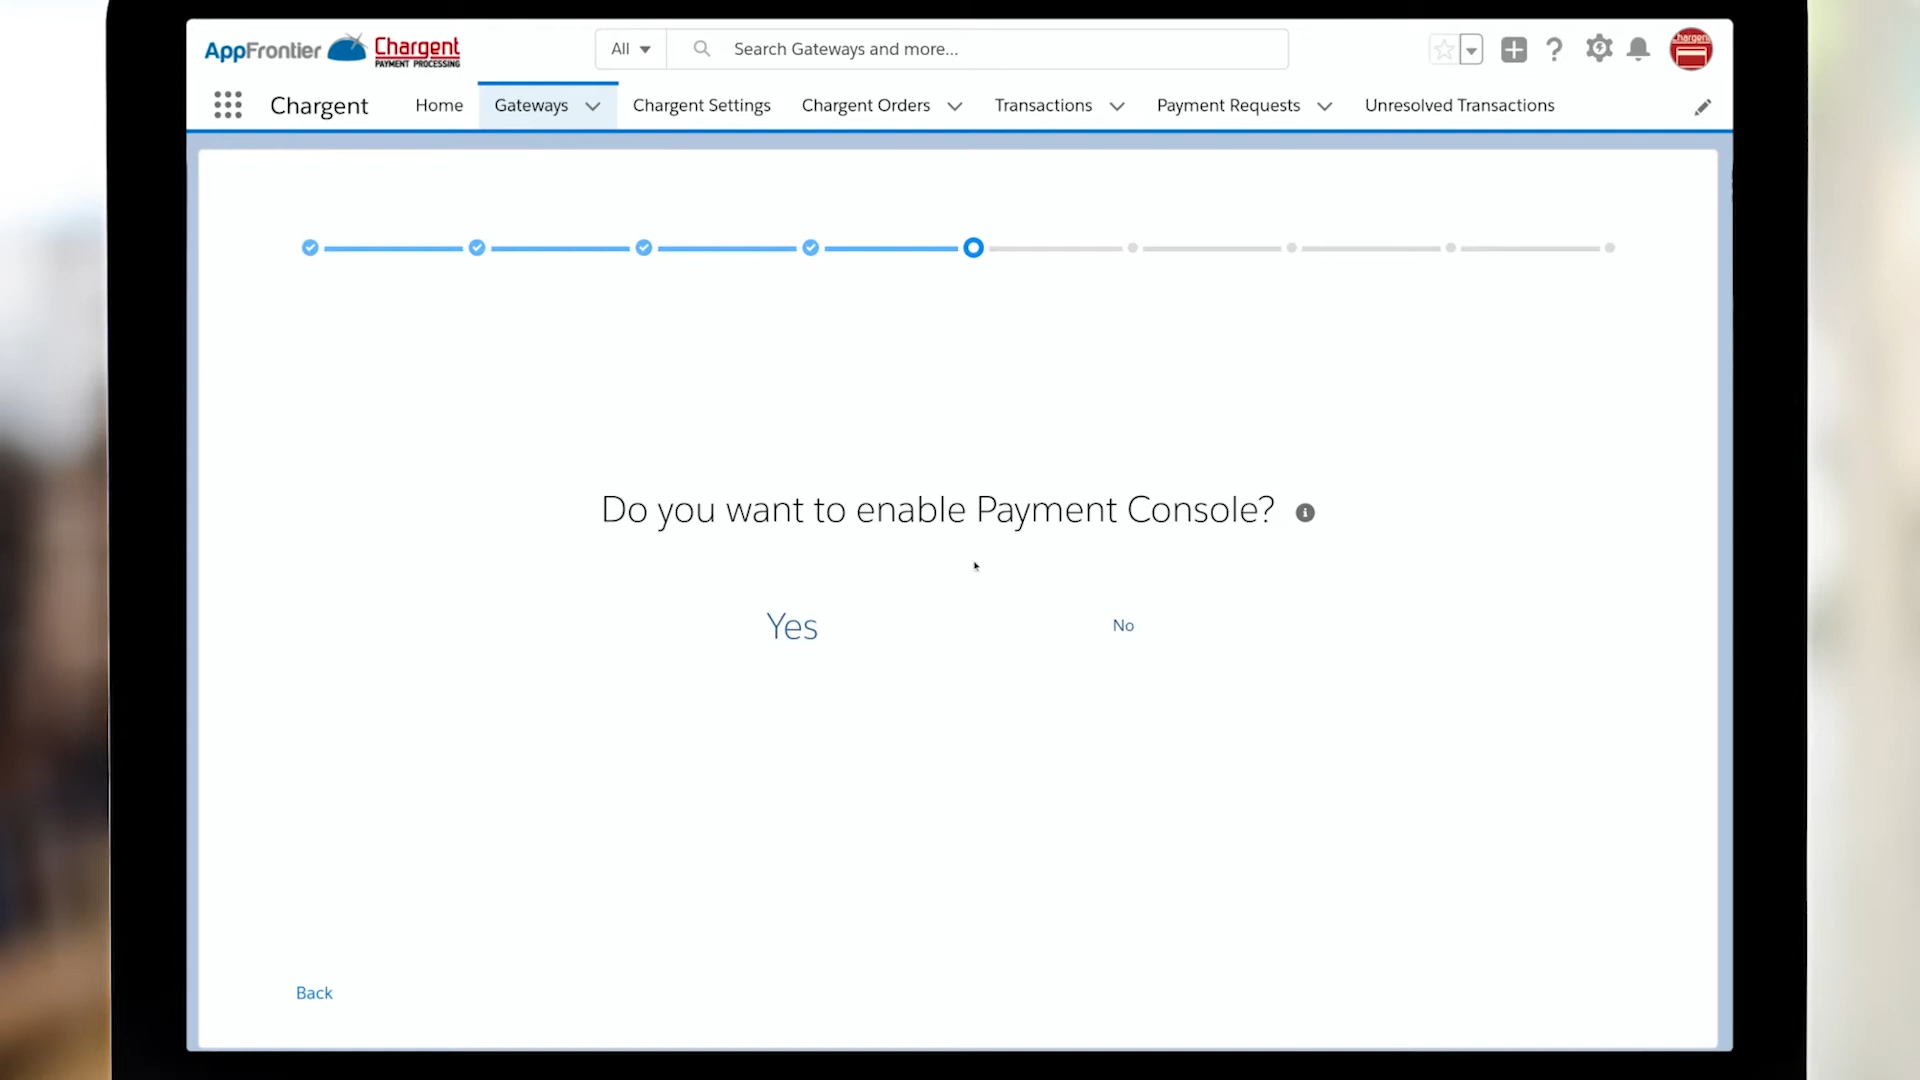 AppFrontier Chargent
PAYMENT PROCESSING
All
Search Gateways and more...
Chargent
Chargent
Home
Gateways
Chargent Settings
Chargent Orders
Transactions
Payment Requests
Unresolved Transactions
Do you want to enable Payment Console?
Yes
No
Back